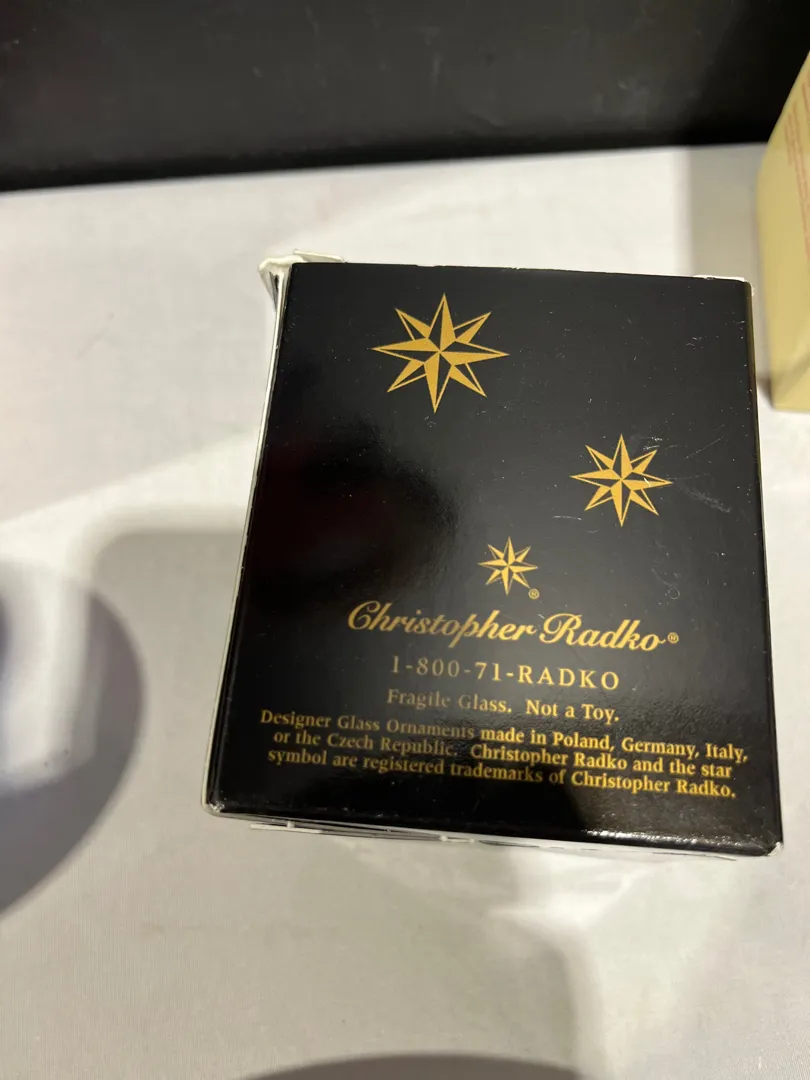 ®
Christopher Radko®
1-800-71-RADKO
Fragile Glass. Not a Toy.
Designer Glass Ornaments made in Poland, Germany, Italy,
or the Czech Republic. Christopher Radko and the star
symbol are registered trademarks of Christopher Radko.